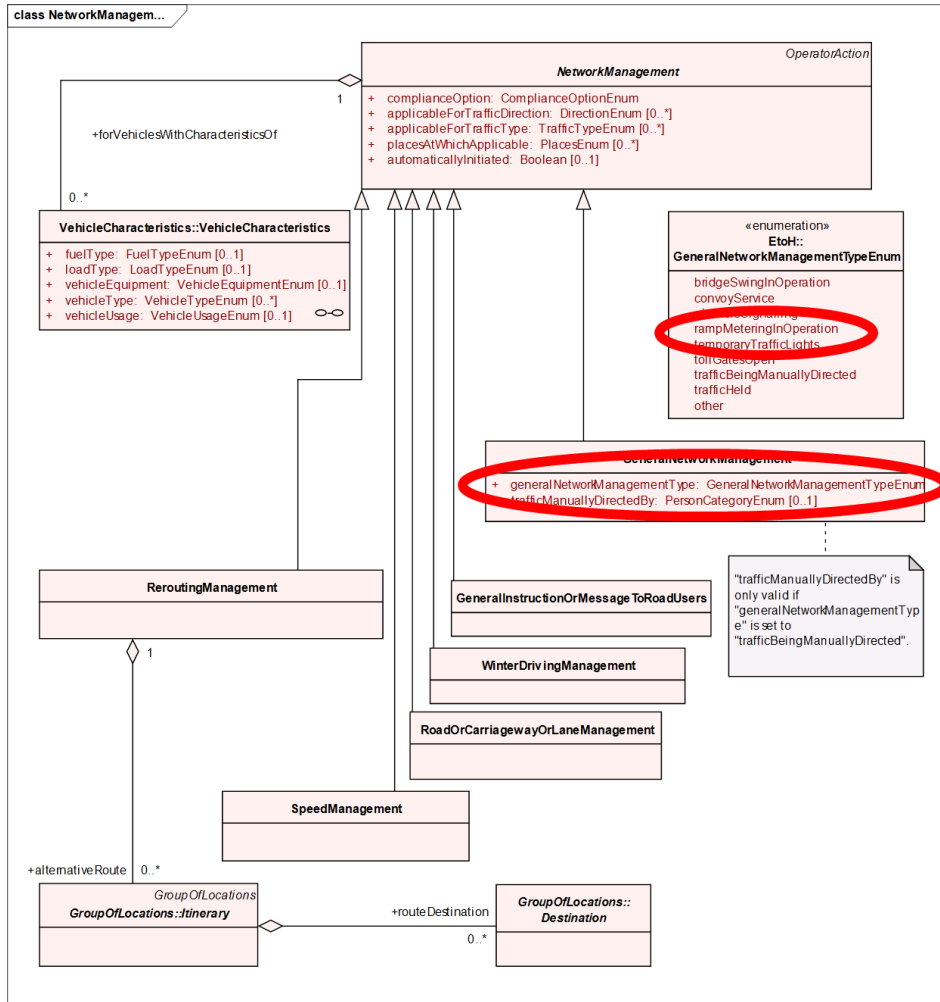 class NetworkManagem...
OperatorAction
NetworkManagement
+ complianceOption: ComplianceOptionEnum
+ applicableForTrafficDirection: DirectionEnum [0..*]
+ applicableForTrafficType: TrafficTypeEnum [0..*]
+ placesAtWhichApplicable: PlacesEnum [0..*]
+ automaticallyInitiated: Boolean [0..1]
1
+forVehiclesWithCharacteristicsOf
0..*
VehicleCharacteristics::VehicleCharacteristics
+ fuelType: FuelTypeEnum [0..1]
+ loadType: LoadTypeEnum [0..1]
+ vehicleEquipment: VehicleEquipmentEnum [0..1]
+ vehicleType: VehicleTypeEnum [0..*]
+ vehicleUsage: VehicleUsageEnum [0..1]
«enumeration»
EtoH::
GeneralNetworkManagementTypeEnum
bridgeSwingInOperation
convoyService
rampMeteringInOperation
temporaryTrafficLights
tollGatesOpen
trafficBeingManuallyDirected
trafficHeld
other
GeneralNetworkManagement
+ generalNetworkManagementType: GeneralNetworkManagementTypeEnum
trafficManuallyDirectedBy: PersonCategoryEnum [0..1]
"trafficManuallyDirectedBy" is
only valid if
"generalNetworkManagementTyp
e" is set to
"trafficBeingManuallyDirected".
ReroutingManagement
1
GeneralInstructionOrMessageToRoadUsers
WinterDrivingManagement
RoadOrCarriagewayOrLaneManagement
SpeedManagement
+alternativeRoute 0..*
GroupOfLocations
GroupOfLocations::Itinerary
+routeDestination
0..*
GroupOfLocations::
Destination